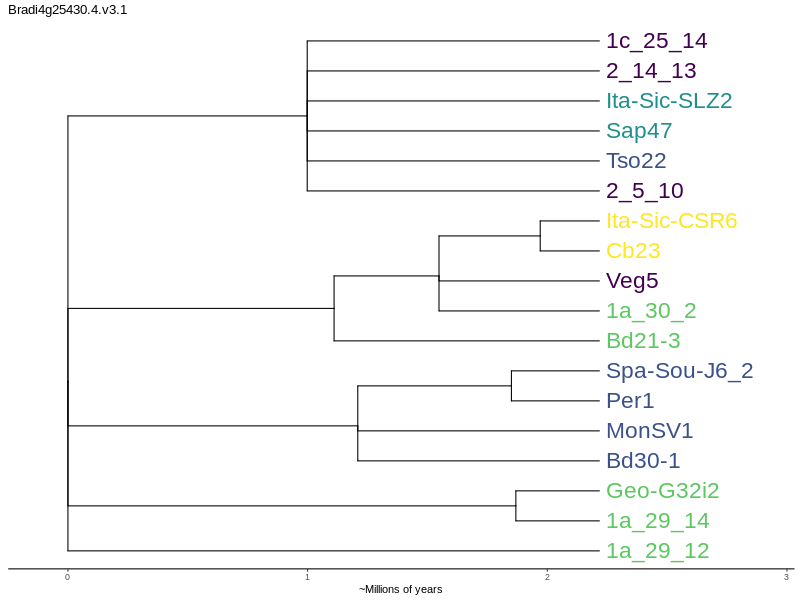 Bradi4g25430.4.v3.1
1c_25_14
2_14_13
Ita-Sic-SLZ2
Sap47
Tso22
2_5_10
Ita-Sic-CSR6
Cb23
Veg5
1a_30_2
Bd21-3
Spa-Sou-J6_2
Per1
MonSV1
Bd30-1
Geo-G32i2
1a_29_14
1a_29_12
0 1 2 3
~Millions of years